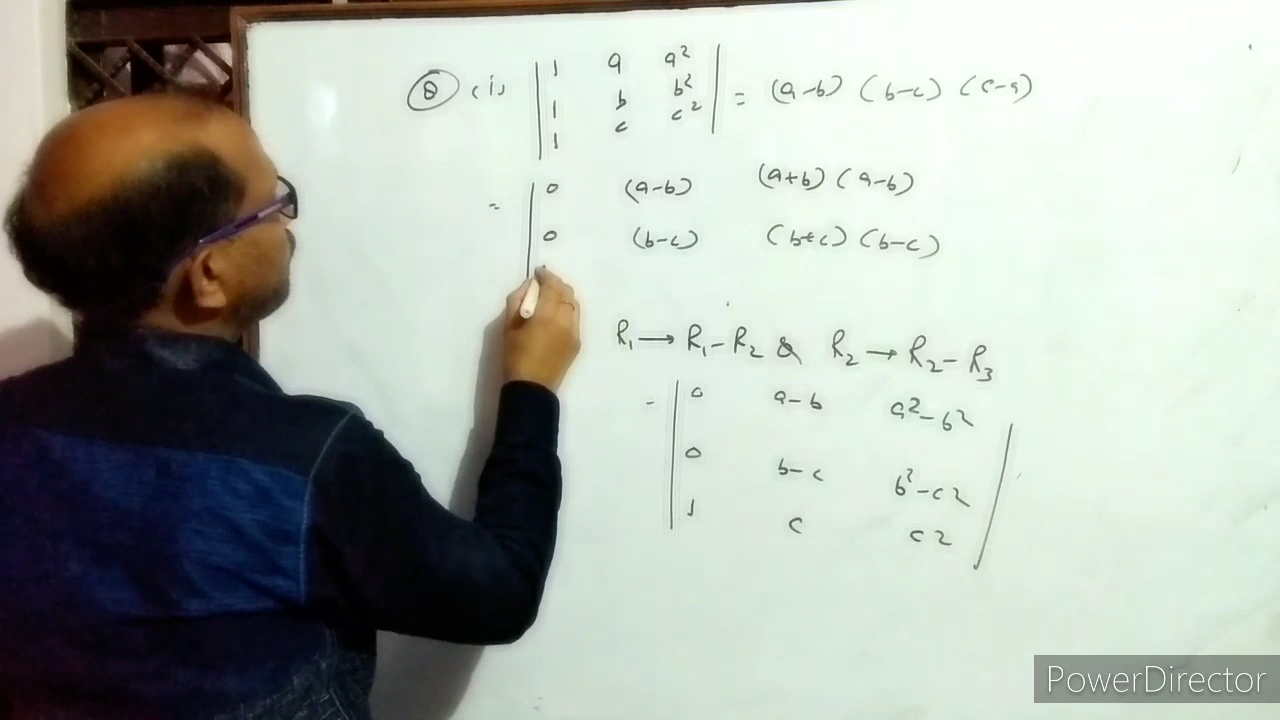 8 (i) | 1 a a² | = (a-b) (b-c) (c-a)
| 1 b b² |
| 1 c c² |
= | 0 (a-b) (a+b) (a-b)
| 0 (b-c) (b+c) (b-c)
R₁ → R₁ - R₂ & R₂ → R₂ - R₃
= | 0 a-b a²-b² |
| 0 b-c b²-c2 |
| 1 c c2 |
PowerDirector